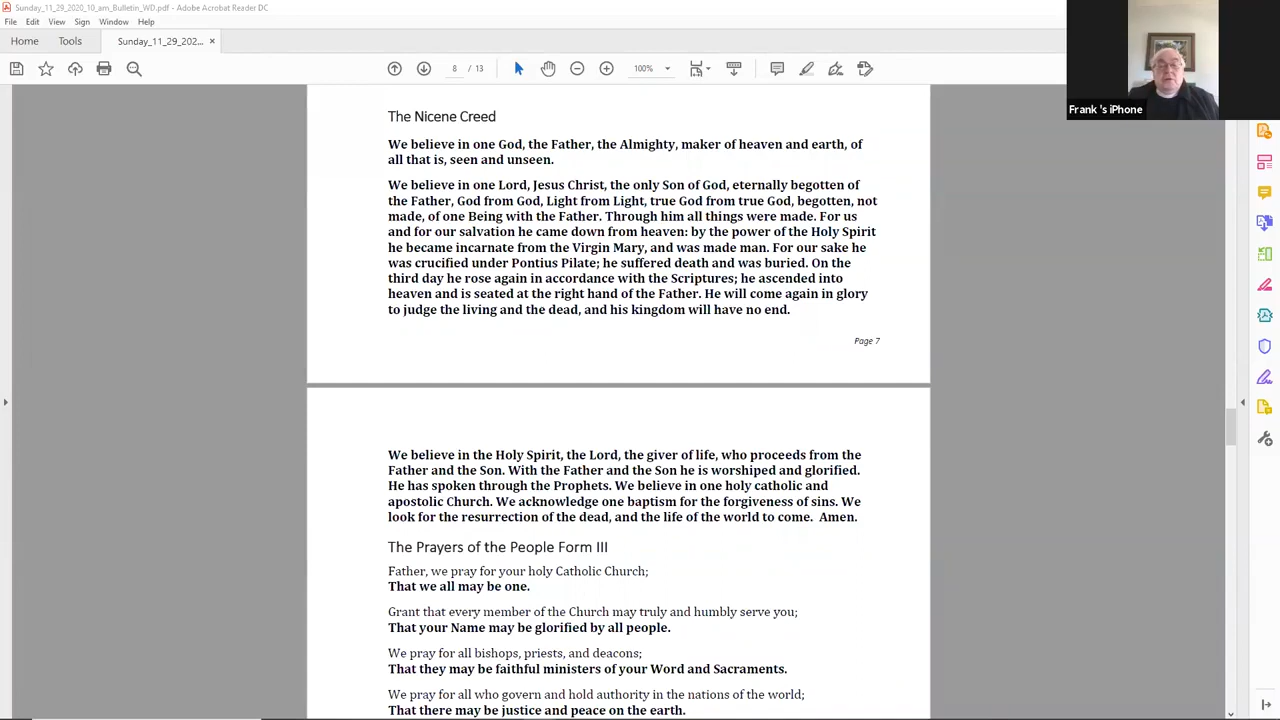 Sunday_11_29_2020_10_am_Bulletin_WD.pdf - Adobe Acrobat Reader DC
File Edit View Sign Window Help
Home Tools Sunday_11_29_202... ×
8 / 13 100%
Frank 's iPhone
The Nicene Creed
We believe in one God, the Father, the Almighty, maker of heaven and earth, of
all that is, seen and unseen.
We believe in one Lord, Jesus Christ, the only Son of God, eternally begotten of
the Father, God from God, Light from Light, true God from true God, begotten, not
made, of one Being with the Father. Through him all things were made. For us
and for our salvation he came down from heaven: by the power of the Holy Spirit
he became incarnate from the Virgin Mary, and was made man. For our sake he
was crucified under Pontius Pilate; he suffered death and was buried. On the
third day he rose again in accordance with the Scriptures; he ascended into
heaven and is seated at the right hand of the Father. He will come again in glory
to judge the living and the dead, and his kingdom will have no end.
Page 7
We believe in the Holy Spirit, the Lord, the giver of life, who proceeds from the
Father and the Son. With the Father and the Son he is worshiped and glorified.
He has spoken through the Prophets. We believe in one holy catholic and
apostolic Church. We acknowledge one baptism for the forgiveness of sins. We
look for the resurrection of the dead, and the life of the world to come. Amen.
The Prayers of the People Form III
Father, we pray for your holy Catholic Church;
That we all may be one.
Grant that every member of the Church may truly and humbly serve you;
That your Name may be glorified by all people.
We pray for all bishops, priests, and deacons;
That they may be faithful ministers of your Word and Sacraments.
We pray for all who govern and hold authority in the nations of the world;
That there may be justice and peace on the earth.